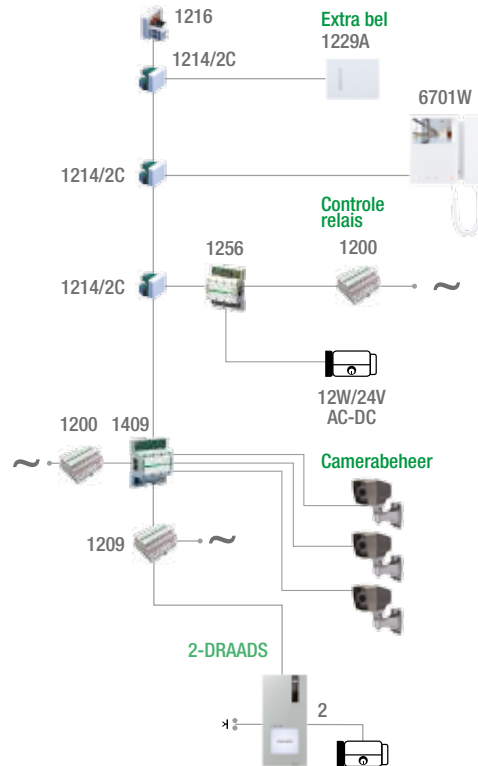 1216
Extra bel
1229A
1214/2C
6701W
1214/2C
Controle
relais
1256
1200
1214/2C
12W/24V
AC-DC
1200
1409
Camerabeheer
1209
2-DRAADS
2